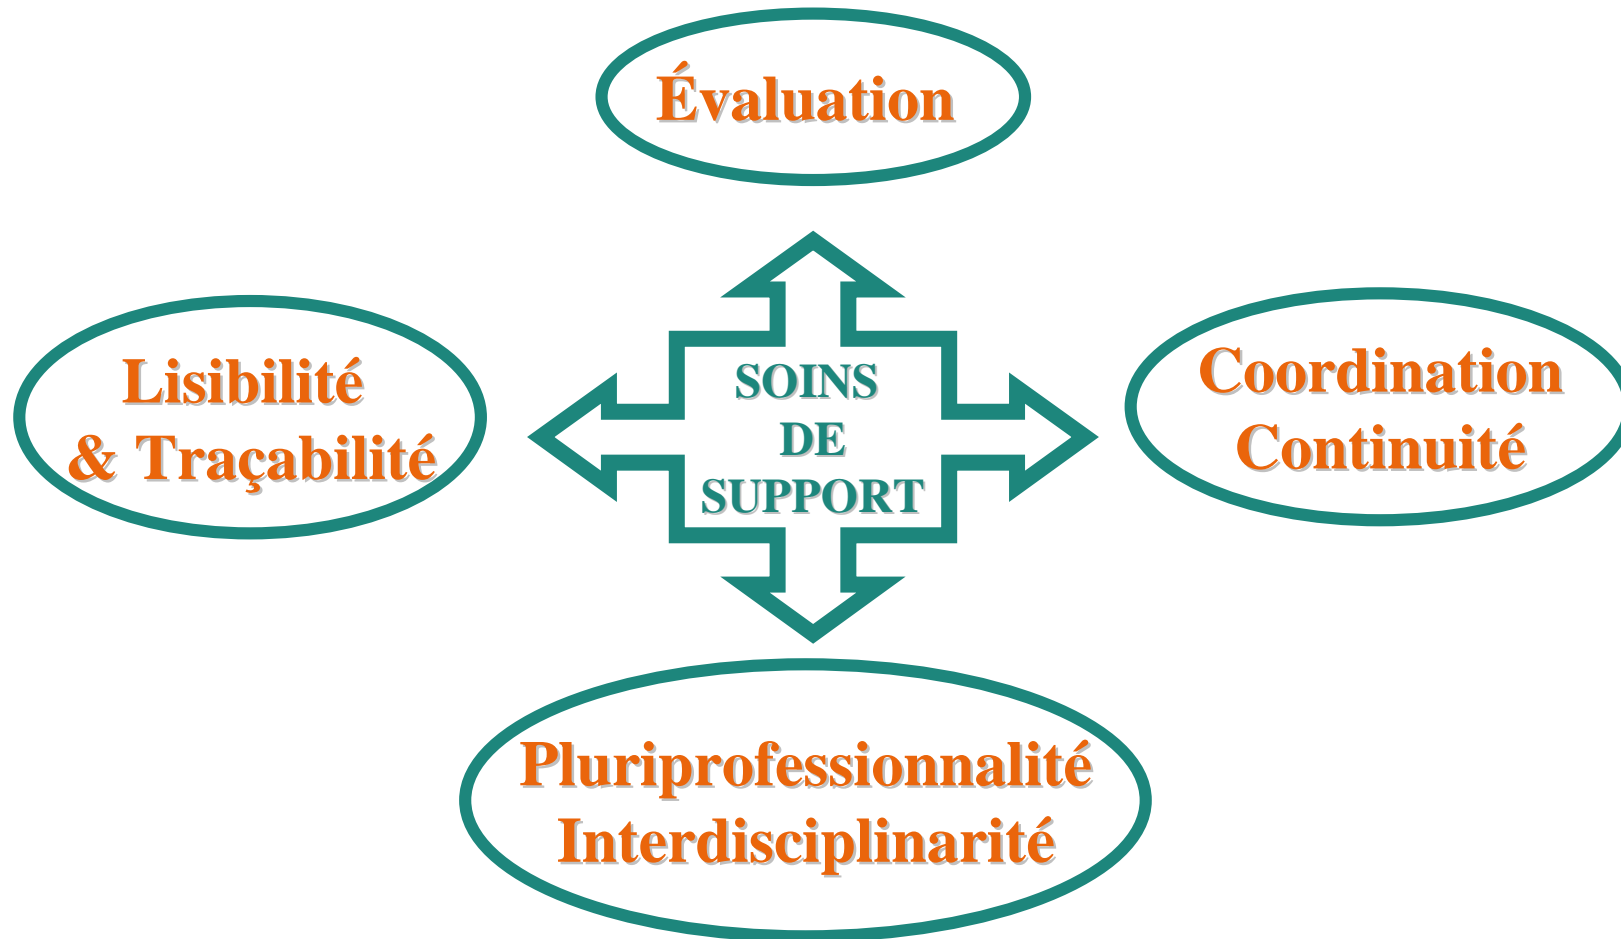 Évaluation
Lisibilité
& Traçabilité
SOINS
DE
SUPPORT
Coordination
Continuité
Pluriprofessionnalité
Interdisciplinarité